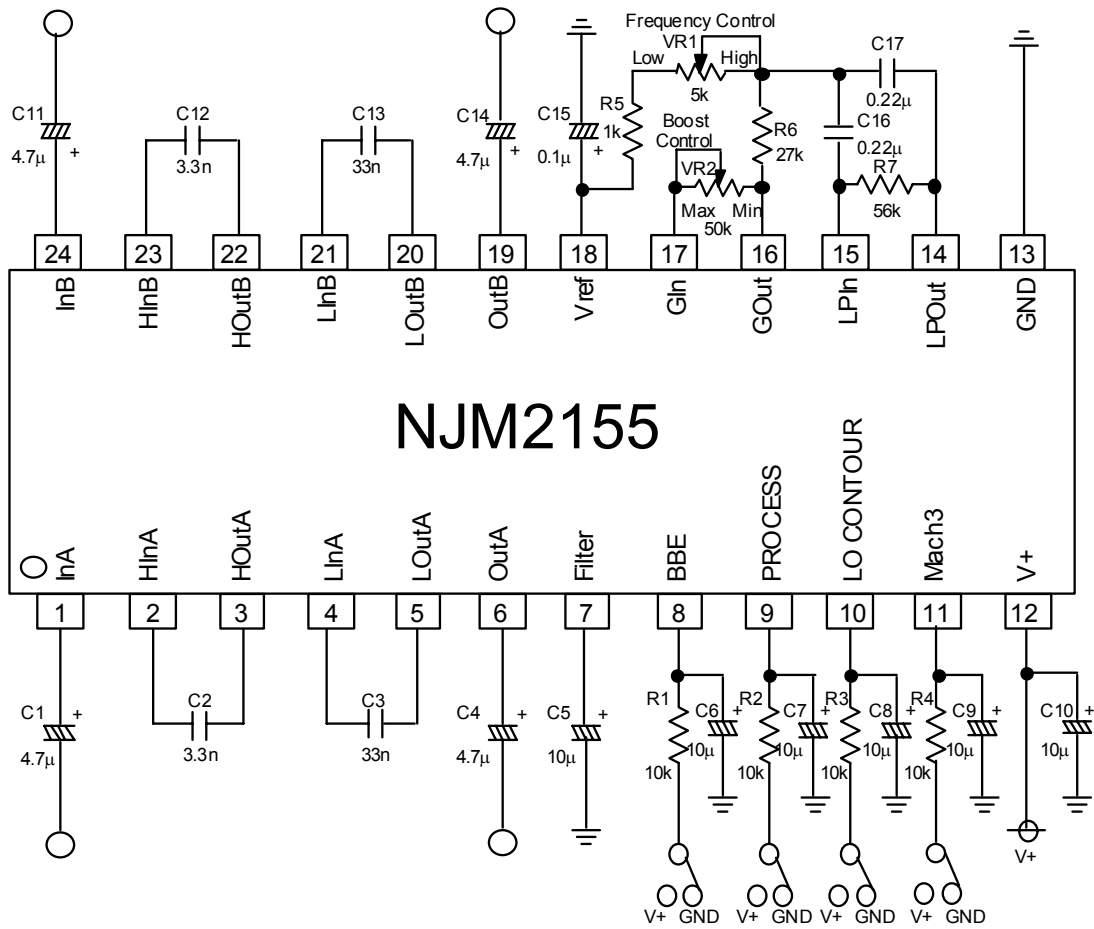 Frequency Control
VR1
Low High
5k
C17
0.22μ
C16
0.22μ
R5
1k
Boost
Control
VR2
Max Min
50k
R6
27k
R7
56k
C11
4.7μ +
C12
3.3n
C13
33n
C14
4.7μ +
C15
0.1μ +
24 23 22 21 20 19 18 17 16 15 14 13
InB HInB HOutB LInB LOutB OutB Vref GIn GOut LPIn LPOut GND
NJM2155
InA HInA HOutA LInA LOutA OutA Filter BBE PROCESS LO CONTOUR Mach3 V+
1 2 3 4 5 6 7 8 9 10 11 12
C1 +
4.7μ
C2
3.3n
C3
33n
C4 +
4.7μ
C5 +
10μ
R1
10k
C6 +
10μ
R2
10k
C7 +
10μ
R3
10k
C8 +
10μ
R4
10k
C9 +
10μ
C10 +
10μ
V+
V+ GND V+ GND V+ GND V+ GND